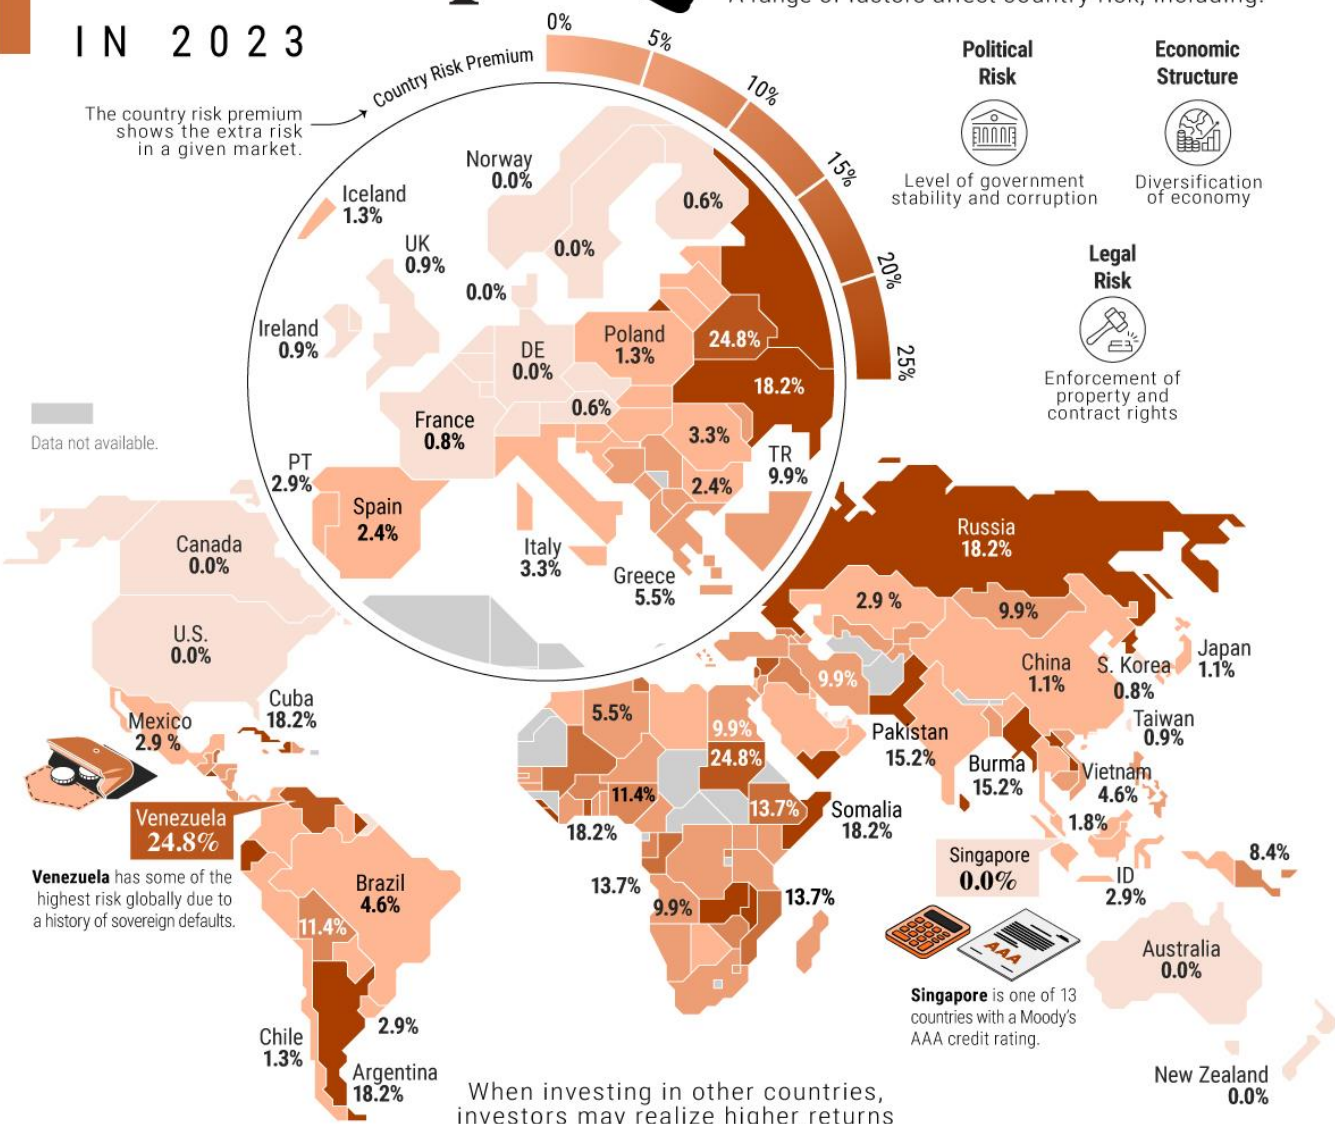 A range of factors affect country risk, including:
IN 2023
The country risk premium
shows the extra risk
in a given market.
Country Risk Premium
0%
5%
10%
15%
20%
25%
Political
Risk
Level of government
stability and corruption
Economic
Structure
Diversification
of economy
Legal
Risk
Enforcement of
property and
contract rights
Data not available.
Norway
0.0%
0.6%
Iceland
1.3%
UK
0.9%
0.0%
0.0%
Ireland
0.9%
DE
0.0%
Poland
1.3%
24.8%
18.2%
0.6%
France
0.8%
3.3%
TR
9.9%
PT
2.9%
2.4%
Spain
2.4%
Italy
3.3%
Greece
5.5%
Canada
0.0%
U.S.
0.0%
Cuba
18.2%
Mexico
2.9 %
Venezuela
24.8%
Venezuela has some of the
highest risk globally due to
a history of sovereign defaults.
Brazil
4.6%
11.4%
2.9%
Chile
1.3%
Argentina
18.2%
5.5%
9.9%
24.8%
11.4%
13.7%
18.2%
Somalia
18.2%
13.7%
9.9%
13.7%
Russia
18.2%
2.9 %
9.9%
9.9%
China
1.1%
S. Korea
0.8%
Japan
1.1%
Taiwan
0.9%
Pakistan
15.2%
Burma
15.2%
Vietnam
4.6%
1.8%
Singapore
0.0%
ID
2.9%
8.4%
AAA
Singapore is one of 13
countries with a Moody's
AAA credit rating.
Australia
0.0%
New Zealand
0.0%
When investing in other countries,
investors may realize higher returns